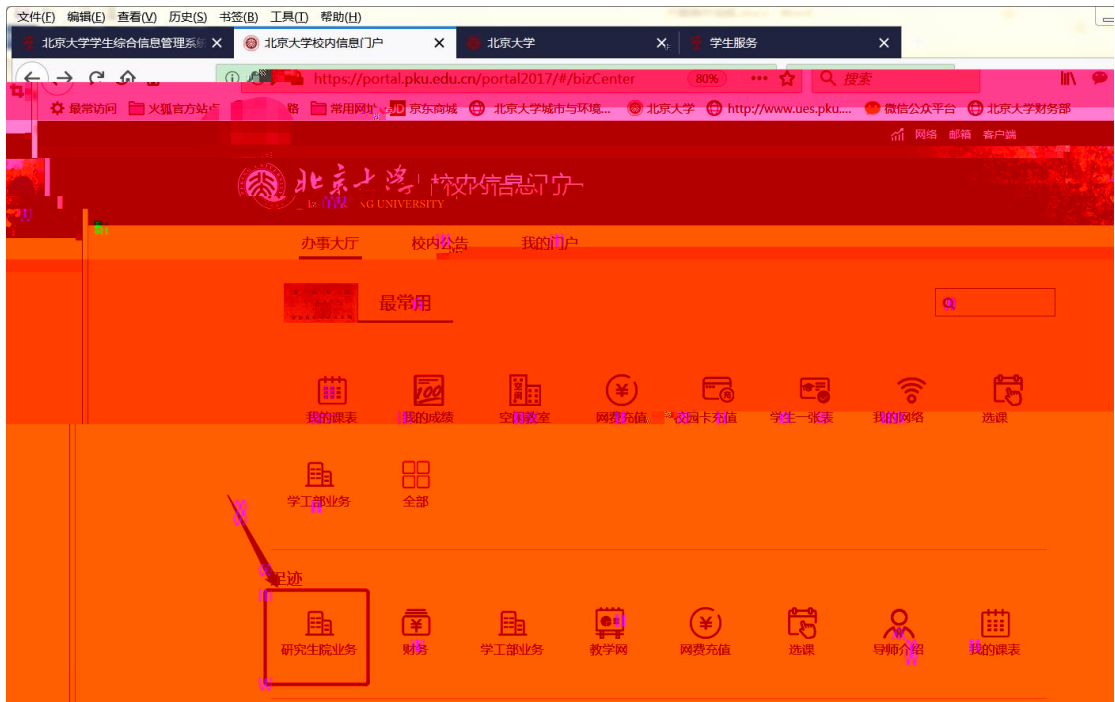 文件(F) 编辑(E) 查看(V) 历史(S) 书签(B) 工具(T) 帮助(H)
北京大学学生综合信息管理系统 北京大学校内信息门户 北京大学 学生服务
https://portal.pku.edu.cn/portal2017/#/bizCenter 80% 搜索
最常访问 火狐官方站点 常用网址 京东商城 北京大学城市与环境... 北京大学 http://www.ues.pku.... 微信公众平台 北京大学财务部
网络 邮箱 客户端
北京大学 校内信息门户
NG UNIVERSITY
办事大厅 校内公告 我的门户
最常用
我的课表 我的成绩 空闲教室 网费充值 校园卡充值 学生一张表 我的网络 选课
学工部业务 全部
足迹
研究生院业务 财务 学工部业务 教学网 网费充值 选课 导师介绍 我的课表